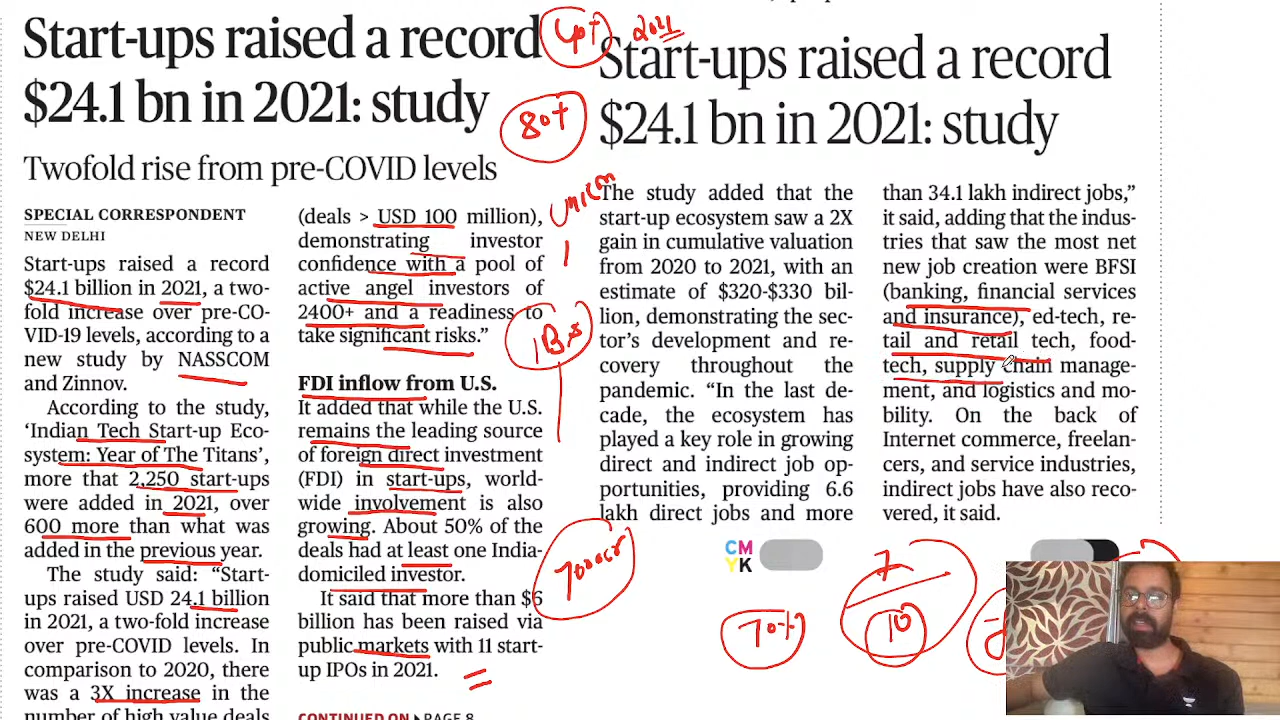 Start-ups raised a record
$24.1 bn in 2021: study
Twofold rise from pre-COVID levels
SPECIAL CORRESPONDENT
NEW DELHI
Start-ups raised a record
$24.1 billion in 2021, a two-
fold increase over pre-CO-
VID-19 levels, according to a
new study by NASSCOM
and Zinnov.
According to the study,
‘Indian Tech Start-up Eco-
system: Year of The Titans’,
more that 2,250 start-ups
were added in 2021, over
600 more than what was
added in the previous year.
The study said: “Start-
ups raised USD 24.1 billion
in 2021, a two-fold increase
over pre-COVID levels. In
comparison to 2020, there
was a 3X increase in the
number of high value deals
(deals > USD 100 million),
demonstrating investor
confidence with a pool of
active angel investors of
2400+ and a readiness to
take significant risks.”
FDI inflow from U.S.
It added that while the U.S.
remains the leading source
of foreign direct investment
(FDI) in start-ups, world-
wide involvement is also
growing. About 50% of the
deals had at least one India-
domiciled investor.
It said that more than $6
billion has been raised via
public markets with 11 start-
up IPOs in 2021.
CONTINUED ON ▸ PAGE 8
40+ 2021
80+
unicorn
1
1 B.$
7000cr
Start-ups raised a record
$24.1 bn in 2021: study
The study added that the
start-up ecosystem saw a 2X
gain in cumulative valuation
from 2020 to 2021, with an
estimate of $320-$330 bil-
lion, demonstrating the sec-
tor’s development and re-
covery throughout the
pandemic. “In the last de-
cade, the ecosystem has
played a key role in growing
direct and indirect job op-
portunities, providing 6.6
lakh direct jobs and more
than 34.1 lakh indirect jobs,”
it said, adding that the indus-
tries that saw the most net
new job creation were BFSI
(banking, financial services
and insurance), ed-tech, re-
tail and retail tech, food-
tech, supply chain manage-
ment, and logistics and mo-
bility. On the back of
Internet commerce, freelan-
cers, and service industries,
indirect jobs have also reco-
vered, it said.
CM
YK
70+
7
10